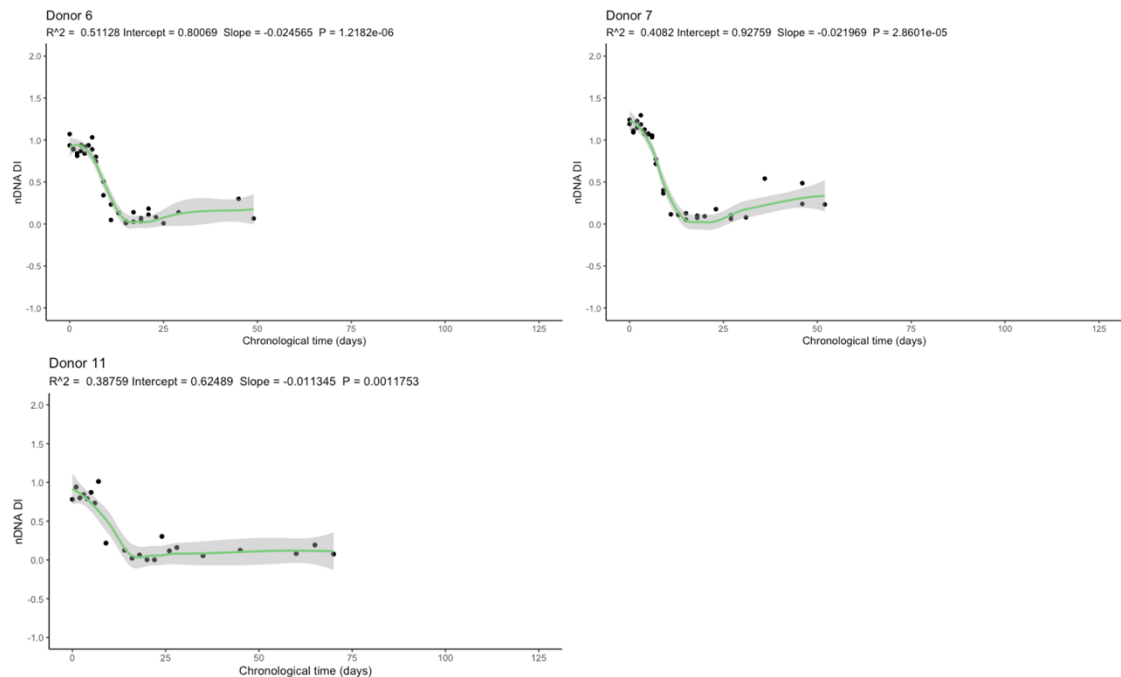 Donor 6
R^2 = 0.51128 Intercept = 0.80069 Slope = -0.024565 P = 1.2182e-06
2.0
1.5
1.0
0.5
0.0
-0.5
-1.0
nDNA DI
0 25 50 75 100 125
Chronological time (days)
Donor 7
R^2 = 0.4082 Intercept = 0.92759 Slope = -0.021969 P = 2.8601e-05
2.0
1.5
1.0
0.5
0.0
-0.5
-1.0
nDNA DI
0 25 50 75 100 125
Chronological time (days)
Donor 11
R^2 = 0.38759 Intercept = 0.62489 Slope = -0.011345 P = 0.0011753
2.0
1.5
1.0
0.5
0.0
-0.5
-1.0
nDNA DI
0 25 50 75 100 125
Chronological time (days)